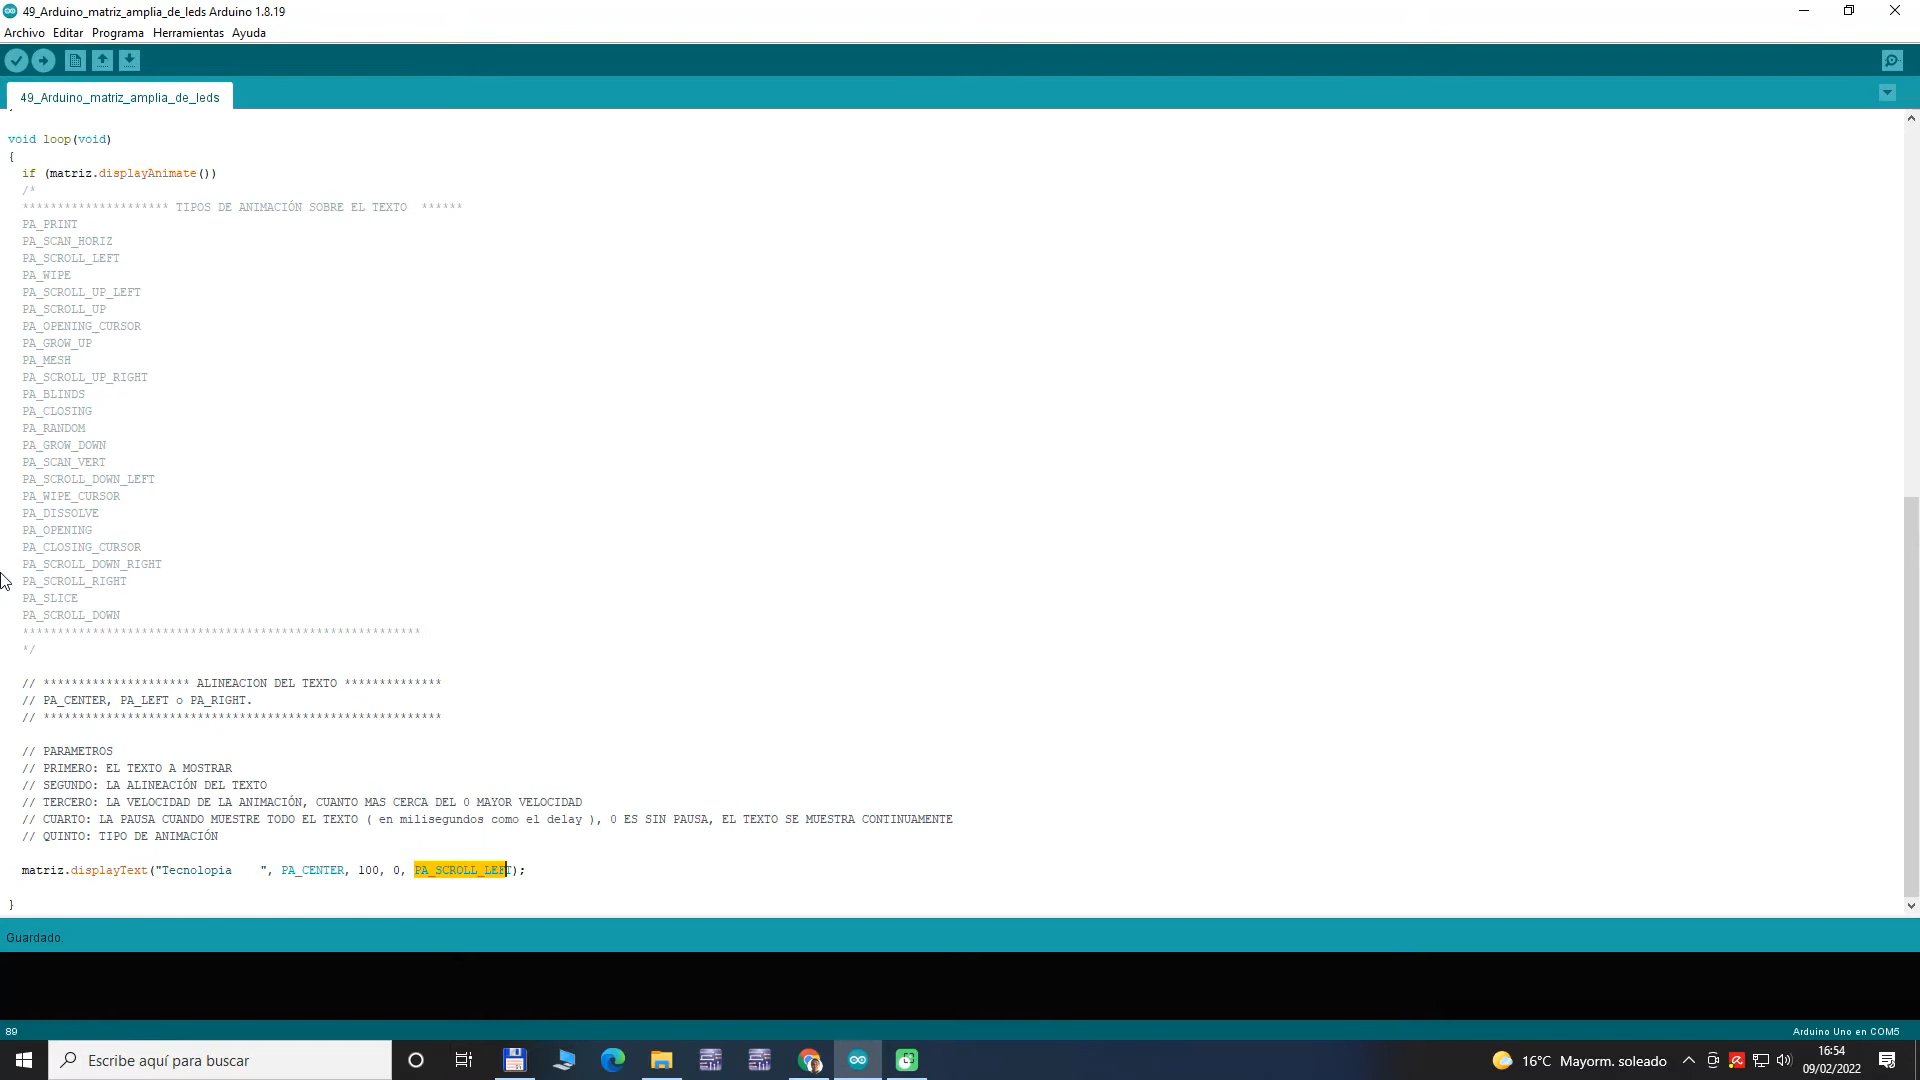 49_Arduino_matriz_amplia_de_leds Arduino 1.8.19
Archivo Editar Programa Herramientas Ayuda
49_Arduino_matriz_amplia_de_leds
void loop(void)
{
if (matriz.displayAnimate())
/*
********************* TIPOS DE ANIMACIÓN SOBRE EL TEXTO ******
PA_PRINT
PA_SCAN_HORIZ
PA_SCROLL_LEFT
PA_WIPE
PA_SCROLL_UP_LEFT
PA_SCROLL_UP
PA_OPENING_CURSOR
PA_GROW_UP
PA_MESH
PA_SCROLL_UP_RIGHT
PA_BLINDS
PA_CLOSING
PA_RANDOM
PA_GROW_DOWN
PA_SCAN_VERT
PA_SCROLL_DOWN_LEFT
PA_WIPE_CURSOR
PA_DISSOLVE
PA_OPENING
PA_CLOSING_CURSOR
PA_SCROLL_DOWN_RIGHT
PA_SCROLL_RIGHT
PA_SLICE
PA_SCROLL_DOWN
*********************************************************
*/
// ********************* ALINEACION DEL TEXTO **************
// PA_CENTER, PA_LEFT o PA_RIGHT.
// *********************************************************
// PARAMETROS
// PRIMERO: EL TEXTO A MOSTRAR
// SEGUNDO: LA ALINEACIÓN DEL TEXTO
// TERCERO: LA VELOCIDAD DE LA ANIMACIÓN, CUANTO MAS CERCA DEL 0 MAYOR VELOCIDAD
// CUARTO: LA PAUSA CUANDO MUESTRE TODO EL TEXTO ( en milisegundos como el delay ), 0 ES SIN PAUSA, EL TEXTO SE MUESTRA CONTINUAMENTE
// QUINTO: TIPO DE ANIMACIÓN
matriz.displayText("Tecnolopia    ", PA_CENTER, 100, 0, PA_SCROLL_LEFT);
}
Guardado.
89
Arduino Uno en COM5
Escribe aquí para buscar
16°C Mayorm. soleado
16:54
09/02/2022